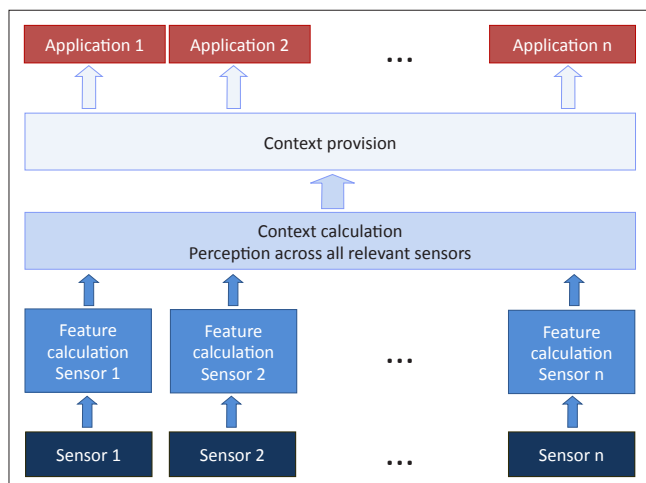 Application 1 Application 2 ... Application n
Context provision
Context calculation
Perception across all relevant sensors
Feature calculation Sensor 1
Feature calculation Sensor 2
...
Feature calculation Sensor n
Sensor 1 Sensor 2 ... Sensor n